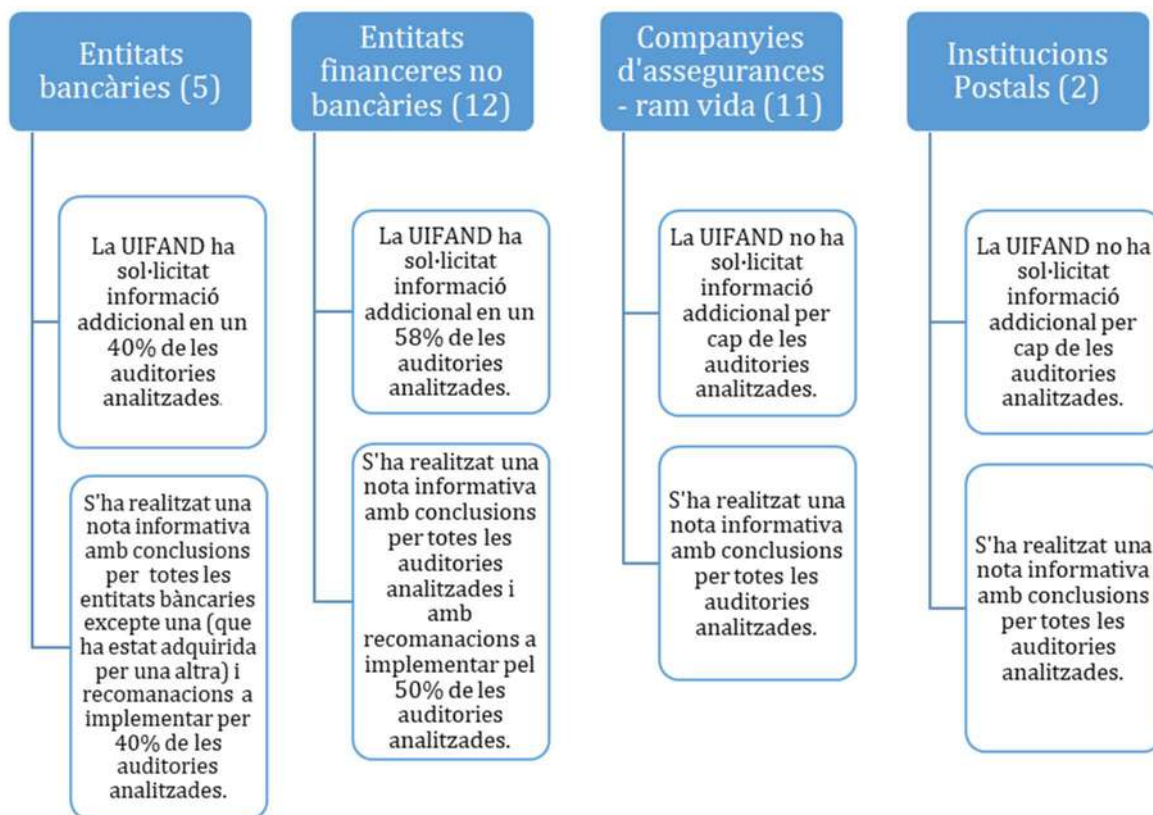 Entitats
bancàries (5)
La UIFAND ha
sol·licitat
informació
addicional en un
40% de les
auditories
analitzades.
S'ha realitzat una
nota informativa
amb conclusions
per totes les
entitats bàncaries
excepte una (que
ha estat adquirida
per una altra) i
recomanacions a
implementar per
40% de les
auditories
analitzades.
Entitats
financeres no
bancàries (12)
La UIFAND ha
sol·licitat
informació
addicional en un
58% de les
auditories
analitzades.
S'ha realitzat una
nota informativa
amb conclusions
per totes les
auditories
analitzades i
amb
recomanacions a
implementar pel
50% de les
auditories
analitzades.
Companyies
d'assegurances
- ram vida (11)
La UIFAND no ha
sol·licitat
informació
addicional per
cap de les
auditories
analitzades.
S'ha realitzat una
nota informativa
amb conclusions
per totes les
auditories
analitzades.
Institucions
Postals (2)
La UIFAND no ha
sol·licitat
informació
addicional per
cap de les
auditories
analitzades.
S'ha realitzat una
nota informativa
amb conclusions
per totes les
auditories
analitzades.